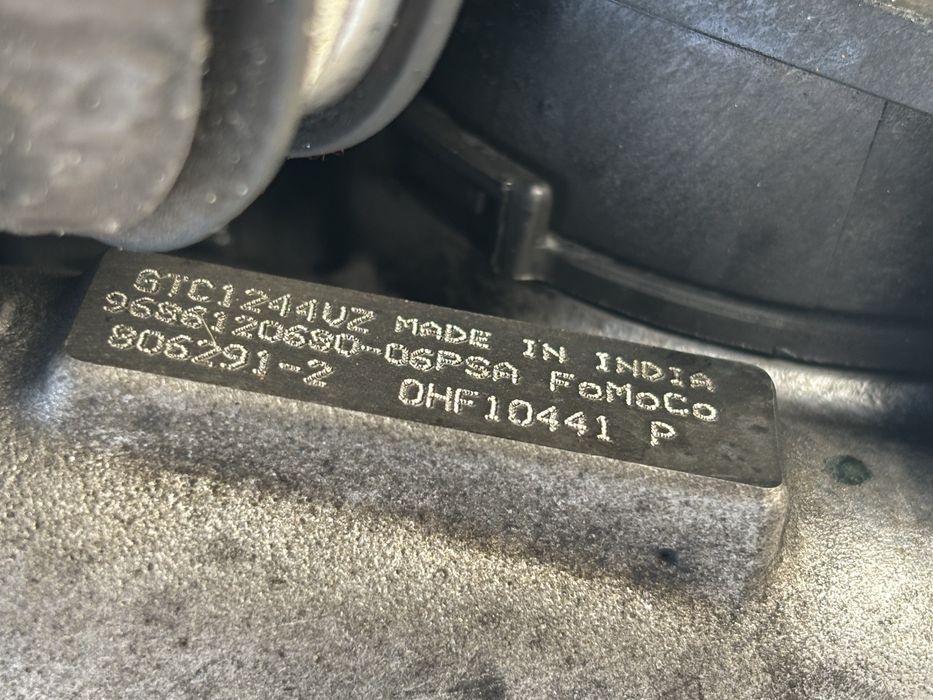 GTC1244VZ MADE IN INDIA
9686120680-06PSA FoMoCo
806291-2 0HF10441 P